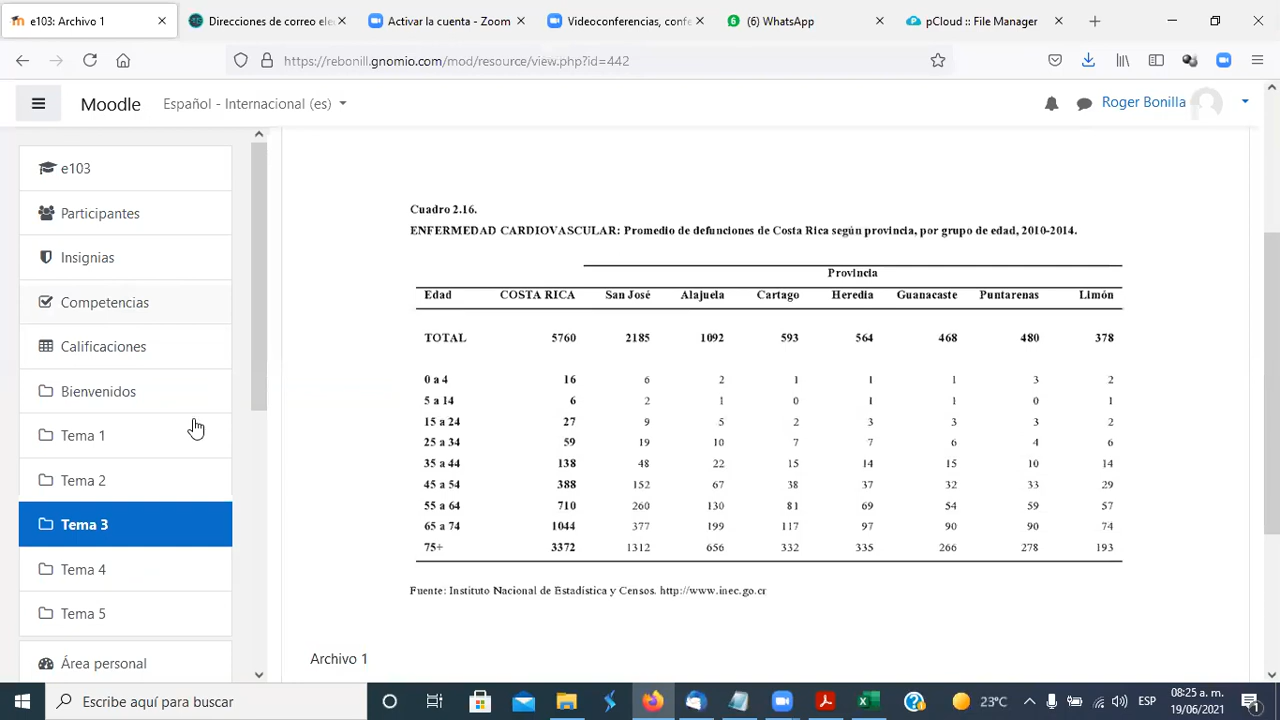 e103: Archivo 1
Direcciones de correo ele
Activar la cuenta - Zoom
Videoconferencias, confe
(6) WhatsApp
pCloud :: File Manager
https://rebonill.gnomio.com/mod/resource/view.php?id=442
Moodle
Español - Internacional (es)
Roger Bonilla
e103
Participantes
Insignias
Competencias
Calificaciones
Bienvenidos
Tema 1
Tema 2
Tema 3
Tema 4
Tema 5
Área personal
Cuadro 2.16.
ENFERMEDAD CARDIOVASCULAR: Promedio de defunciones de Costa Rica según provincia, por grupo de edad, 2010-2014.
Provincia
Edad COSTA RICA San José Alajuela Cartago Heredia Guanacaste Puntarenas Limón
TOTAL 5760 2185 1092 593 564 468 480 378
0 a 4 16 6 2 1 1 1 3 2
5 a 14 6 2 1 0 1 1 0 1
15 a 24 27 9 5 2 3 3 3 2
25 a 34 59 19 10 7 7 6 4 6
35 a 44 138 48 22 15 14 15 10 14
45 a 54 388 152 67 38 37 32 33 29
55 a 64 710 260 130 81 69 54 59 57
65 a 74 1044 377 199 117 97 90 90 74
75+ 3372 1312 656 332 335 266 278 193
Fuente: Instituto Nacional de Estadística y Censos. http://www.inec.go.cr
Archivo 1
Escribe aquí para buscar
23°C
ESP
08:25 a. m.
19/06/2021
1